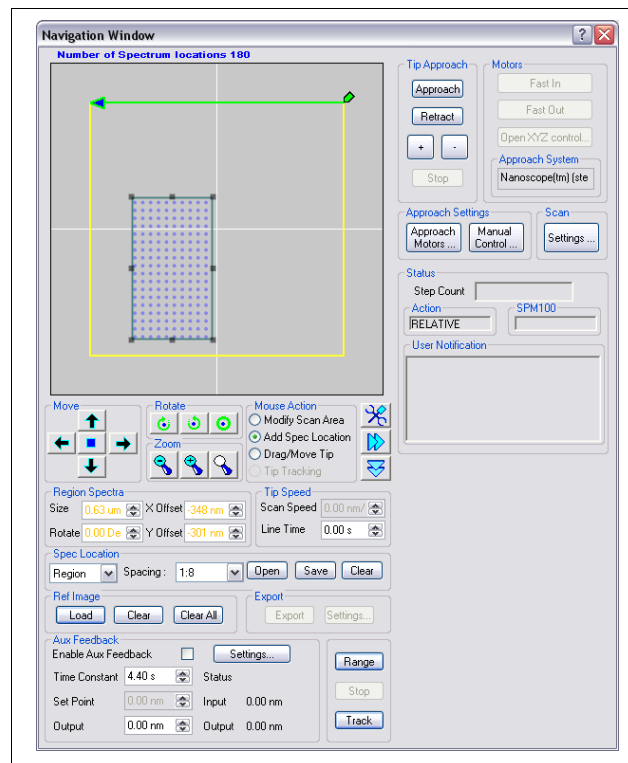 Navigation Window
Number of Spectrum locations 180
Tip Approach
Approach
Retract
+
-
Stop
Motors
Fast In
Fast Out
Open XYZ control...
Approach System
Nanoscope(tm) (ste
Approach Settings
Approach Motors ...
Manual Control ...
Scan
Settings ...
Status
Step Count
Action
RELATIVE
SPM100
User Notification
Move
Rotate
Zoom
Mouse Action
Modify Scan Area
Add Spec Location
Drag/Move Tip
Tip Tracking
Region Spectra
Size 0.63 um X Offset -348 nm
Rotate 0.00 De Y Offset -301 nm
Tip Speed
Scan Speed 0.00 nm/
Line Time 0.00 s
Spec Location
Region Spacing : 1:8 Open Save Clear
Ref Image
Load Clear Clear All
Export
Export Settings...
Aux Feedback
Enable Aux Feedback Settings...
Time Constant 4.40 s Status
Set Point 0.00 nm Input 0.00 nm
Output 0.00 nm Output 0.00 nm
Range
Stop
Track